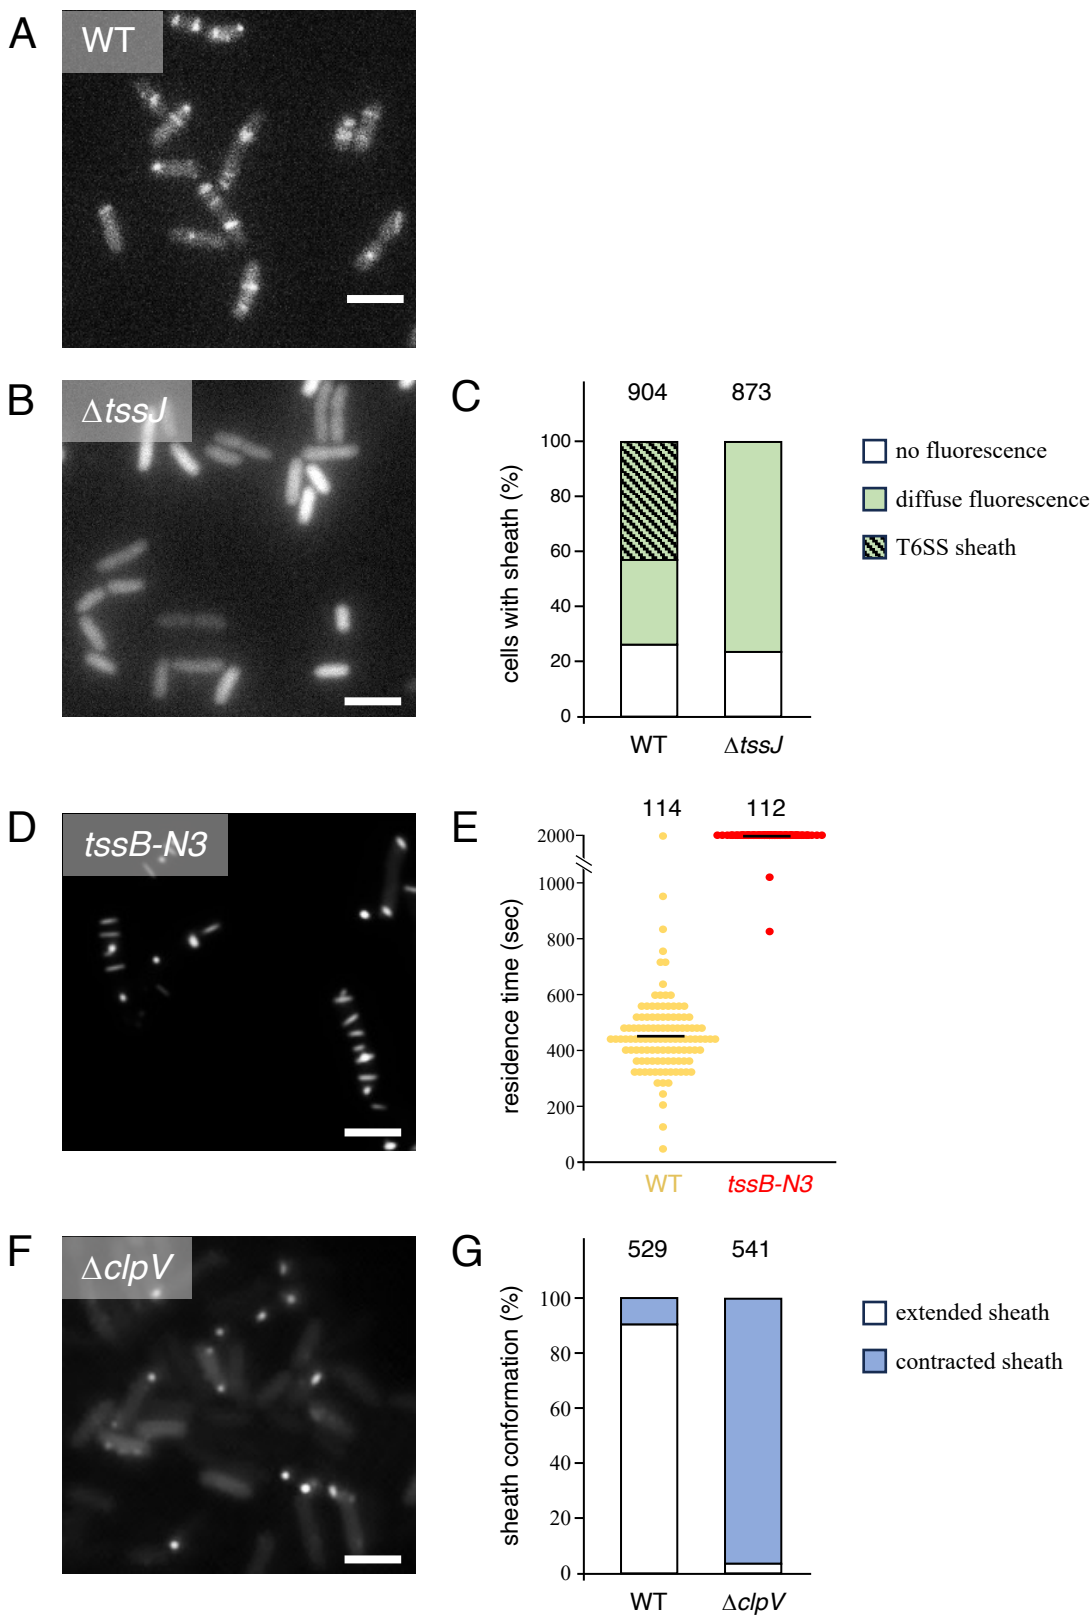 A
WT
B
ΔtssJ
C
904 873
cells with sheath (%)
100
80
60
40
20
0
WT ΔtssJ
no fluorescence
diffuse fluorescence
T6SS sheath
D
tssB-N3
E
114 112
residence time (sec)
2000
1000
800
600
400
200
0
WT tssB-N3
F
ΔclpV
G
529 541
sheath conformation (%)
100
80
60
40
20
0
WT ΔclpV
extended sheath
contracted sheath